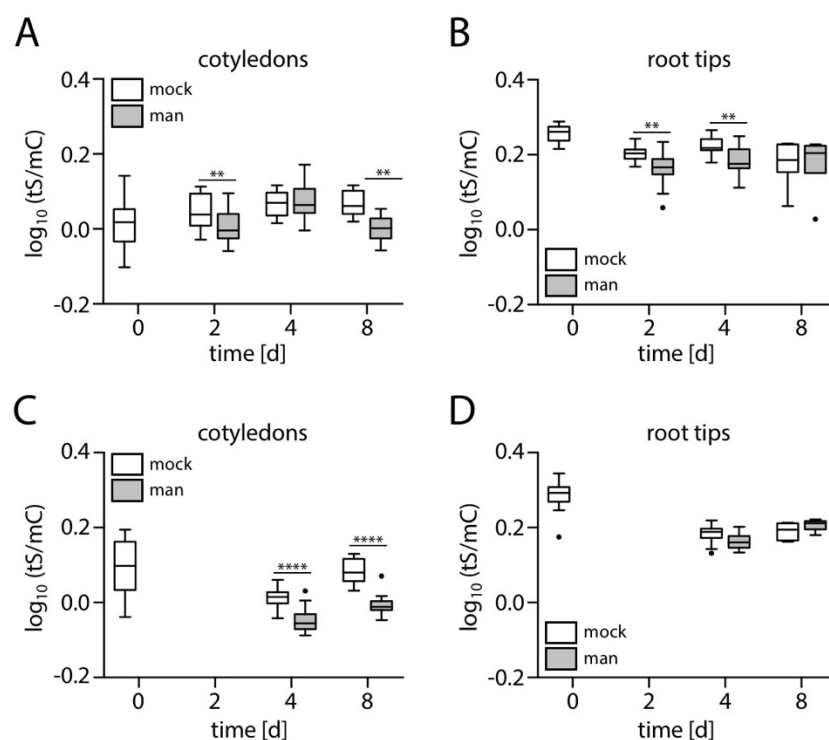 A
cotyledons
mock
man
** **
log10 (tS/mC)
0.4
0.2
0.0
-0.2
0 2 4 8
time [d]
B
root tips
** **
log10 (tS/mC)
0.4
0.2
0.0
-0.2
mock
man
0 2 4 8
time [d]
C
cotyledons
mock
man
**** ****
log10 (tS/mC)
0.4
0.2
0.0
-0.2
0 2 4 8
time [d]
D
root tips
log10 (tS/mC)
0.4
0.2
0.0
-0.2
mock
man
0 2 4 8
time [d]